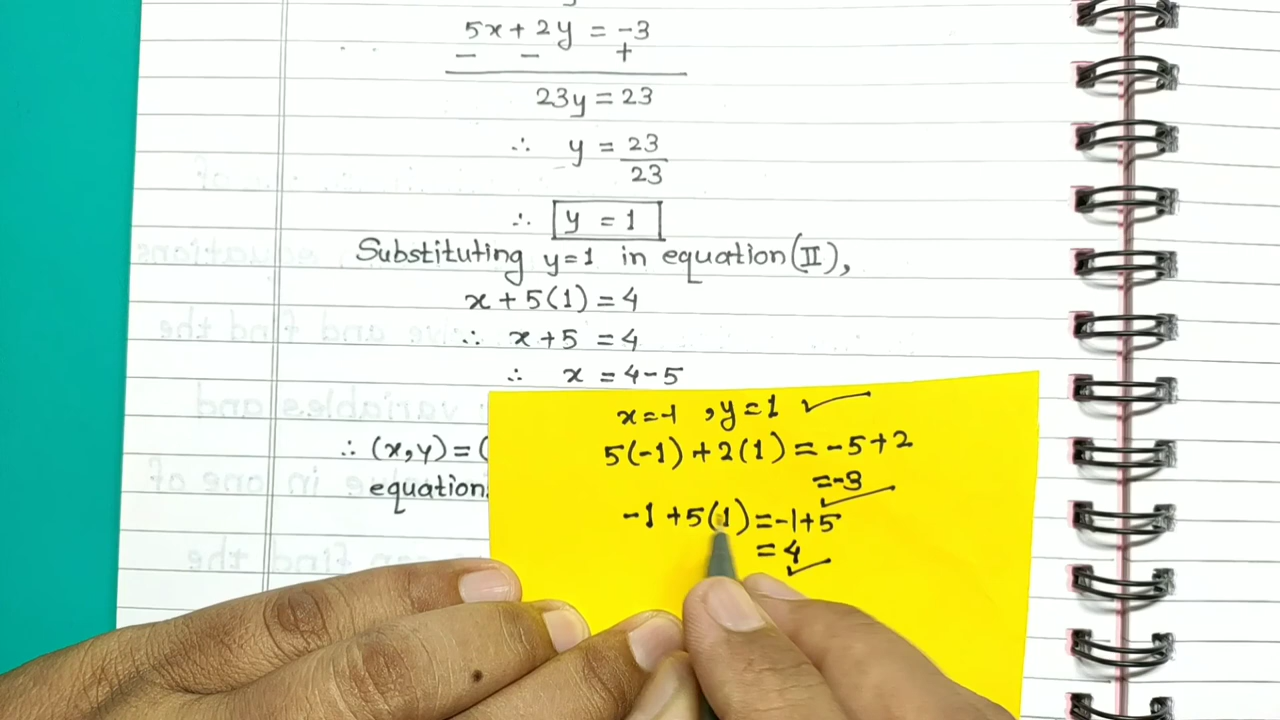 5x + 2y = -3
- - +
23y = 23
∴ y = 23/23
∴ y = 1
Substituting y=1 in equation (II),
x + 5(1) = 4
∴ x + 5 = 4
∴ x = 4-5
∴ (x,y) = (
equation
x=-1 , y=1 ✓
5(-1) + 2(1) = -5+2
=-3 ✓
-1 +5(1) =-1+5
= 4 ✓